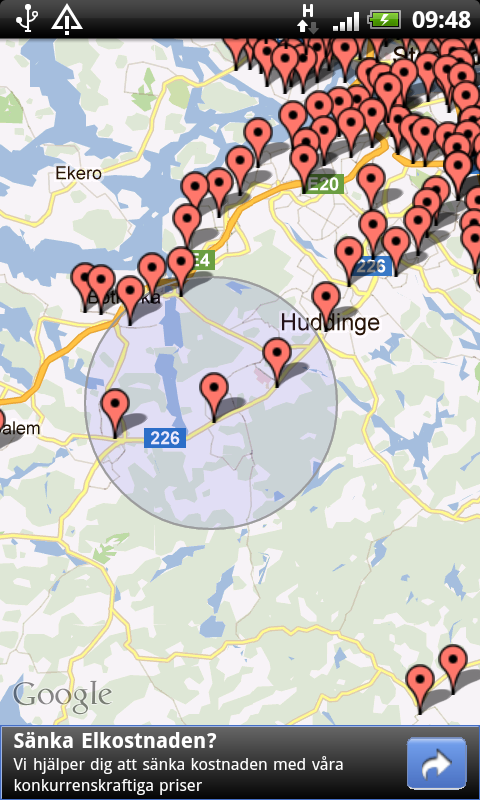 H
09:48
St
Ekero
E20
E4
226
Huddinge
alem
226
Google
Sänka Elkostnaden?
Vi hjälper dig att sänka kostnaden med våra
konkurrenskraftiga priser